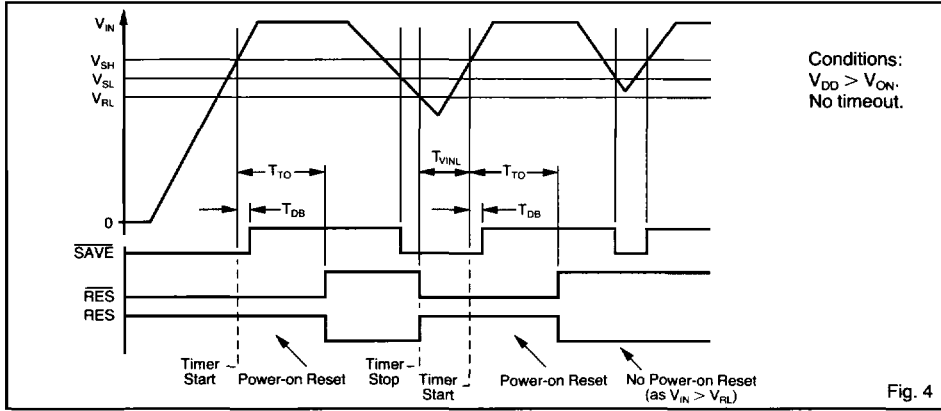 V_IN
V_SH
V_SL
V_RL
0
Conditions:
V_DD > V_ON.
No timeout.
T_TO
T_VINL
T_TO
T_DB
T_DB
SAVE
RES
RES
Timer
Start
Power-on Reset
Timer
Stop
Timer
Start
Power-on Reset
No Power-on Reset
(as V_IN > V_RL)
Fig. 4